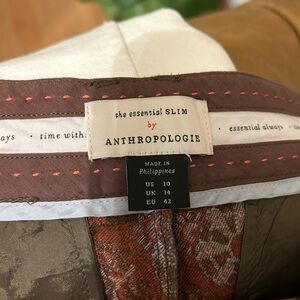 the essential SLIM
by
ANTHROPOLOGIE
ays • time with
• essential always
MADE IN
Philippines
US 10
UK 14
EU 42